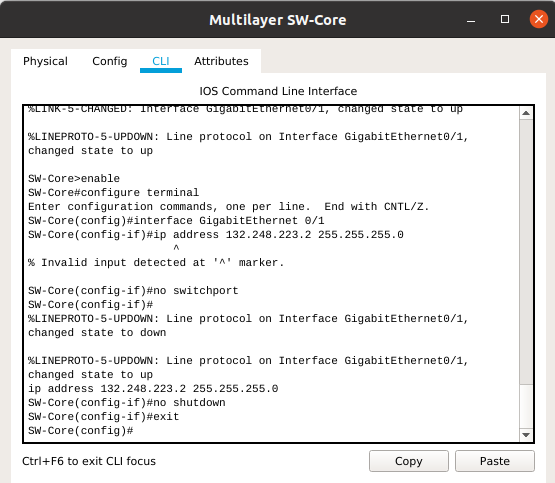 Multilayer SW-Core
Physical Config CLI Attributes
IOS Command Line Interface
%LINK-5-CHANGED: Interface GigabitEthernet0/1, changed state to up
%LINEPROTO-5-UPDOWN: Line protocol on Interface GigabitEthernet0/1,
changed state to up
SW-Core>enable
SW-Core#configure terminal
Enter configuration commands, one per line.  End with CNTL/Z.
SW-Core(config)#interface GigabitEthernet 0/1
SW-Core(config-if)#ip address 132.248.223.2 255.255.255.0
^
% Invalid input detected at '^' marker.
SW-Core(config-if)#no switchport
SW-Core(config-if)#
%LINEPROTO-5-UPDOWN: Line protocol on Interface GigabitEthernet0/1,
changed state to down
%LINEPROTO-5-UPDOWN: Line protocol on Interface GigabitEthernet0/1,
changed state to up
ip address 132.248.223.2 255.255.255.0
SW-Core(config-if)#no shutdown
SW-Core(config-if)#exit
SW-Core(config)#
Ctrl+F6 to exit CLI focus
Copy Paste